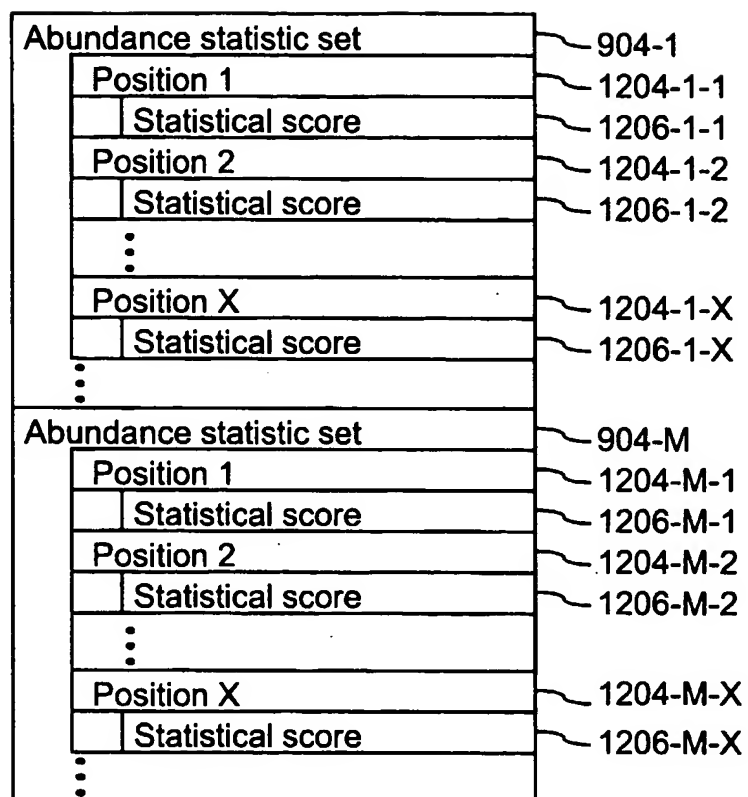 Abundance statistic set 904-1
Position 1 1204-1-1
Statistical score 1206-1-1
Position 2 1204-1-2
Statistical score 1206-1-2
Position X 1204-1-X
Statistical score 1206-1-X
Abundance statistic set 904-M
Position 1 1204-M-1
Statistical score 1206-M-1
Position 2 1204-M-2
Statistical score 1206-M-2
Position X 1204-M-X
Statistical score 1206-M-X